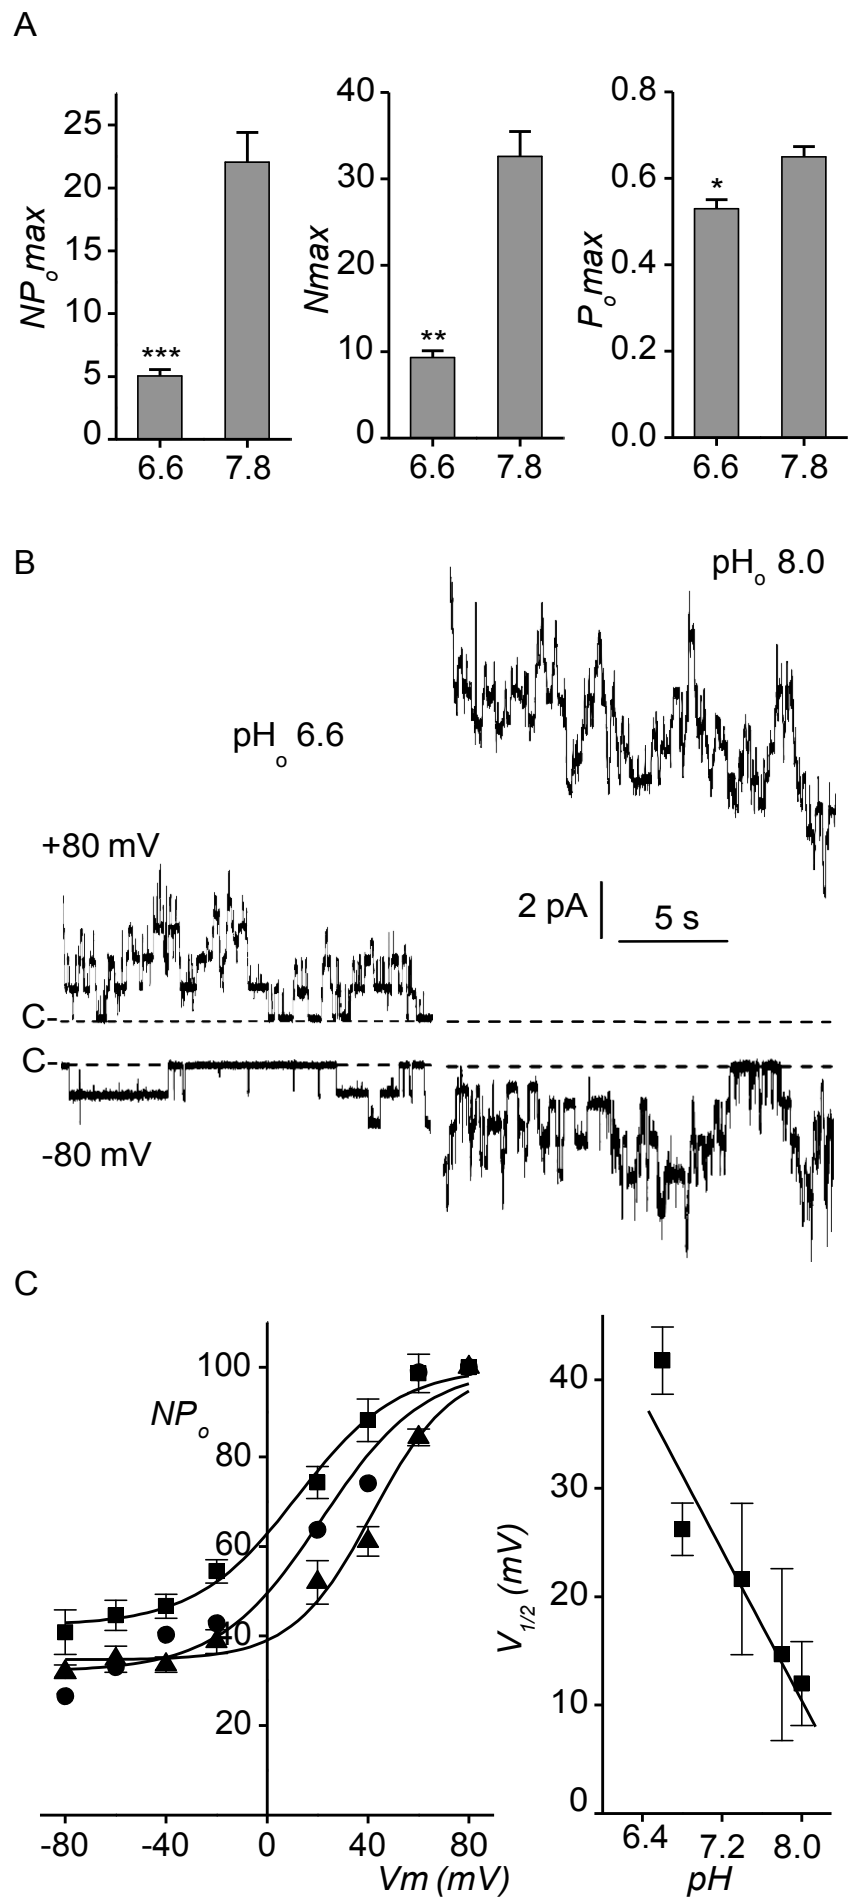 A
NPomax
25
20
15
10
5
0
***
6.6 7.8
Nmax
40
30
20
10
0
**
6.6 7.8
Pomax
0.8
0.6
0.4
0.2
0.0
*
6.6 7.8
B
pHo 8.0
pHo 6.6
+80 mV
2 pA
5 s
C-
C-
-80 mV
C
NPo
100
80
60
40
20
-80 -40 0 40 80
Vm (mV)
V1/2 (mV)
40
30
20
10
0
6.4 7.2 8.0
pH